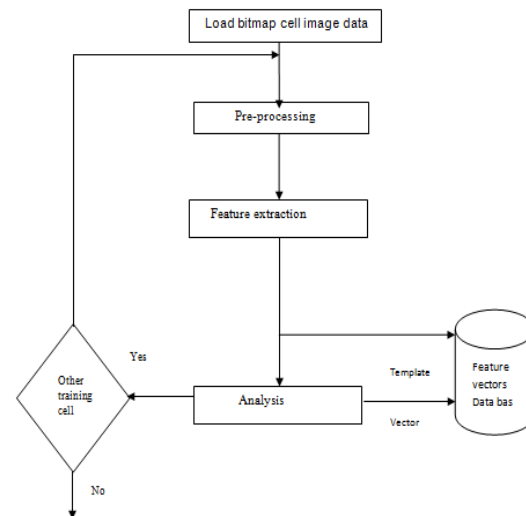 Load bitmap cell image data
Pre-processing
Feature extraction
Yes
Other
training
cell
Analysis
Template
Vector
Feature
vectors
Data bas
No